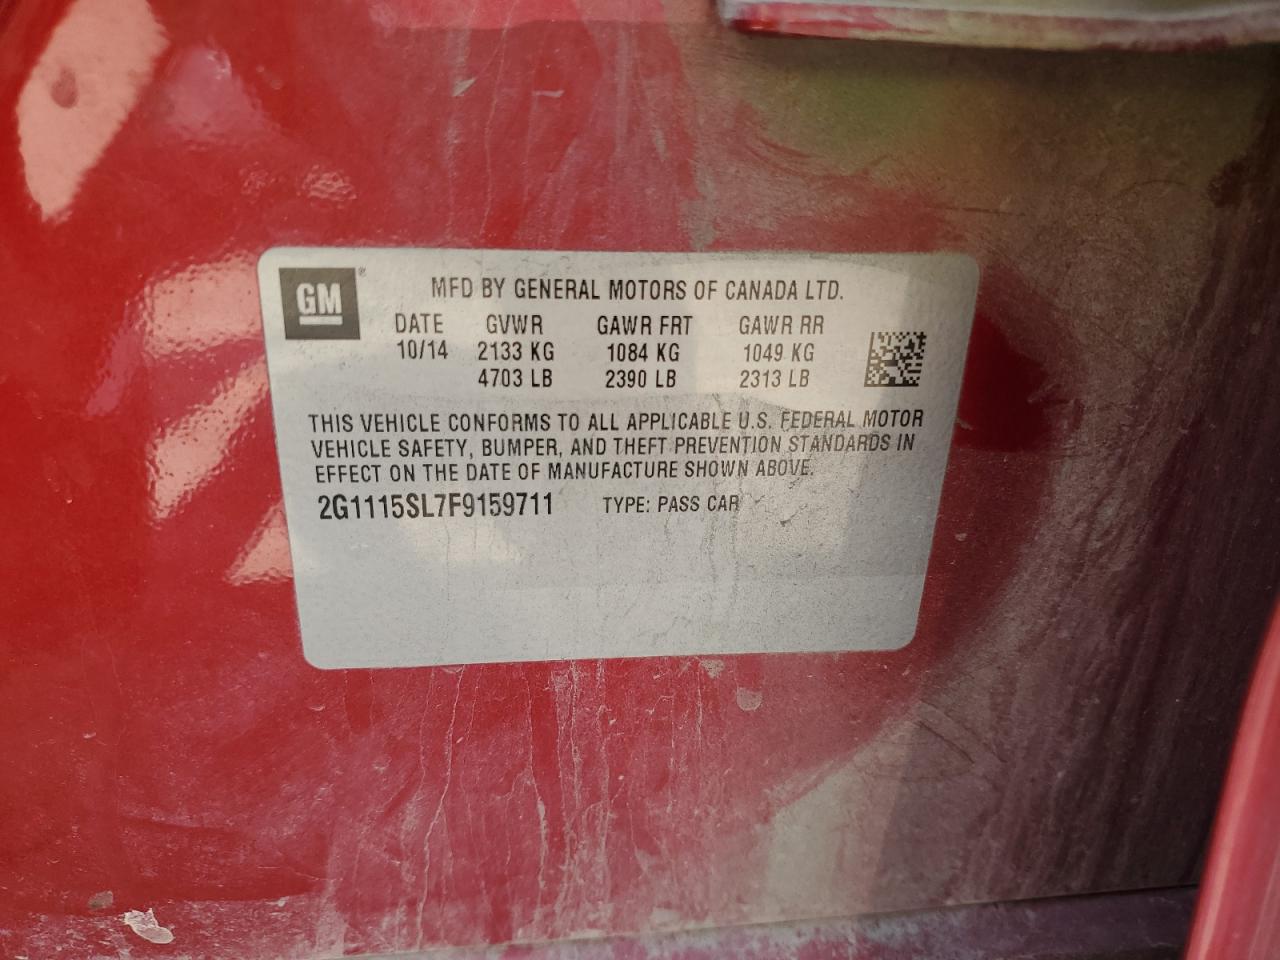 GM ®
MFD BY GENERAL MOTORS OF CANADA LTD.
DATE GVWR GAWR FRT GAWR RR
10/14 2133 KG 1084 KG 1049 KG
4703 LB 2390 LB 2313 LB
THIS VEHICLE CONFORMS TO ALL APPLICABLE U.S. FEDERAL MOTOR
VEHICLE SAFETY, BUMPER, AND THEFT PREVENTION STANDARDS IN
EFFECT ON THE DATE OF MANUFACTURE SHOWN ABOVE.
2G1115SL7F9159711 TYPE: PASS CAR